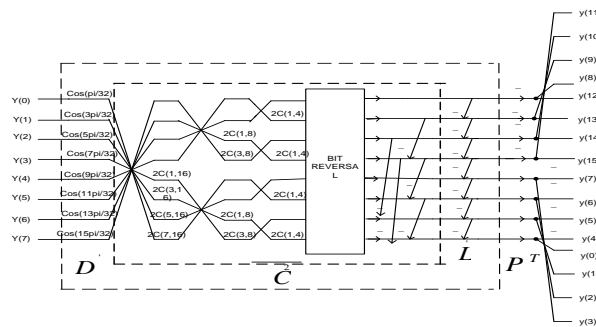 Y(0) Cos(pi/32)
Y(1) Cos(3pi/32)
Y(2) Cos(5pi/32)
Y(3) Cos(7pi/32)
Y(4) Cos(9pi/32)
Y(5) Cos(11pi/32)
Y(6) Cos(13pi/32)
Y(7) Cos(15pi/32)
2C(1,16)
2C(3,1
6)
2C(5,16)
2C(7,16)
2C(1,8)
2C(3,8)
2C(1,8)
2C(3,8)
2C(1,4)
2C(1,4)
2C(1,4)
2C(1,4)
BIT
REVERSA
L
D
C 2
L
P T
y(11
y(10
y(9)
y(8)
y(12
y(13
y(14
y(15
y(7)
y(6)
y(5)
y(4
y(0
y(1
y(2)
y(3)